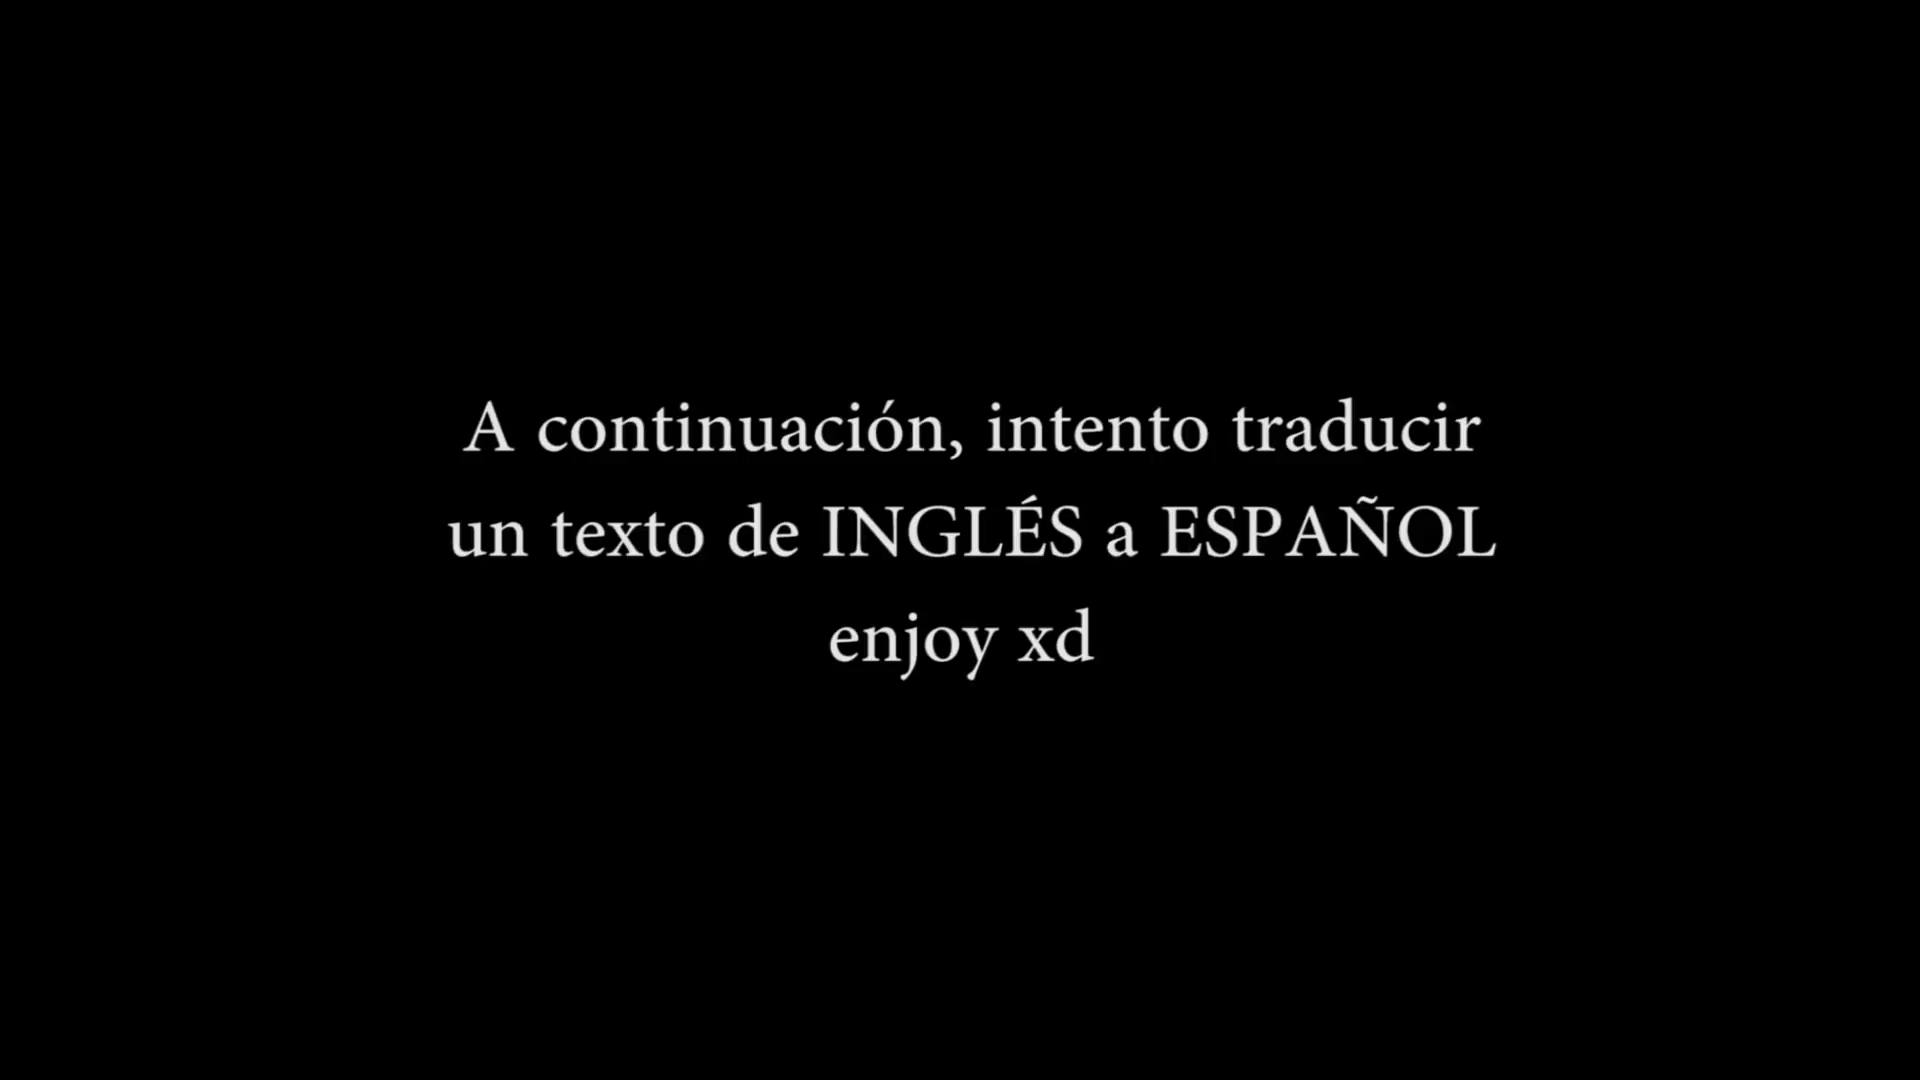 A continuación, intento traducir
un texto de INGLÉS a ESPAÑOL
enjoy xd